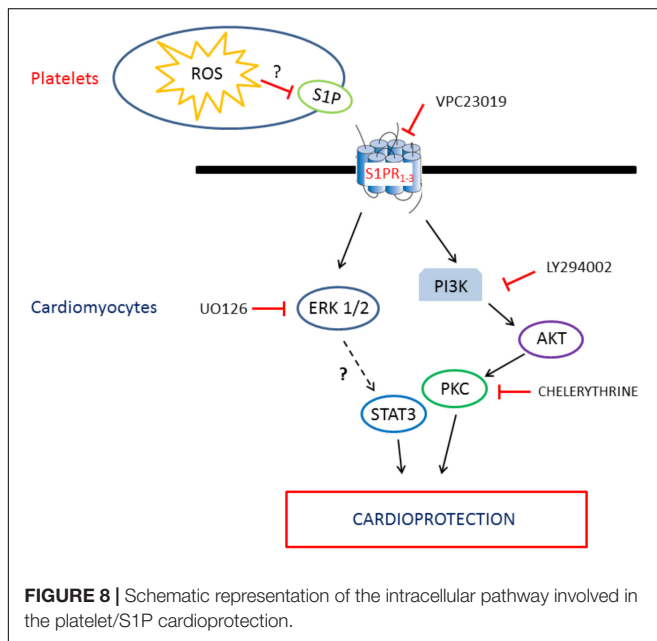 Platelets
ROS
?
S1P
VPC23019
S1PR1-3
Cardiomyocytes
UO126
ERK 1/2
PI3K
LY294002
AKT
?
STAT3
PKC
CHELERYTHRINE
CARDIOPROTECTION
FIGURE 8 | Schematic representation of the intracellular pathway involved in
the platelet/S1P cardioprotection.